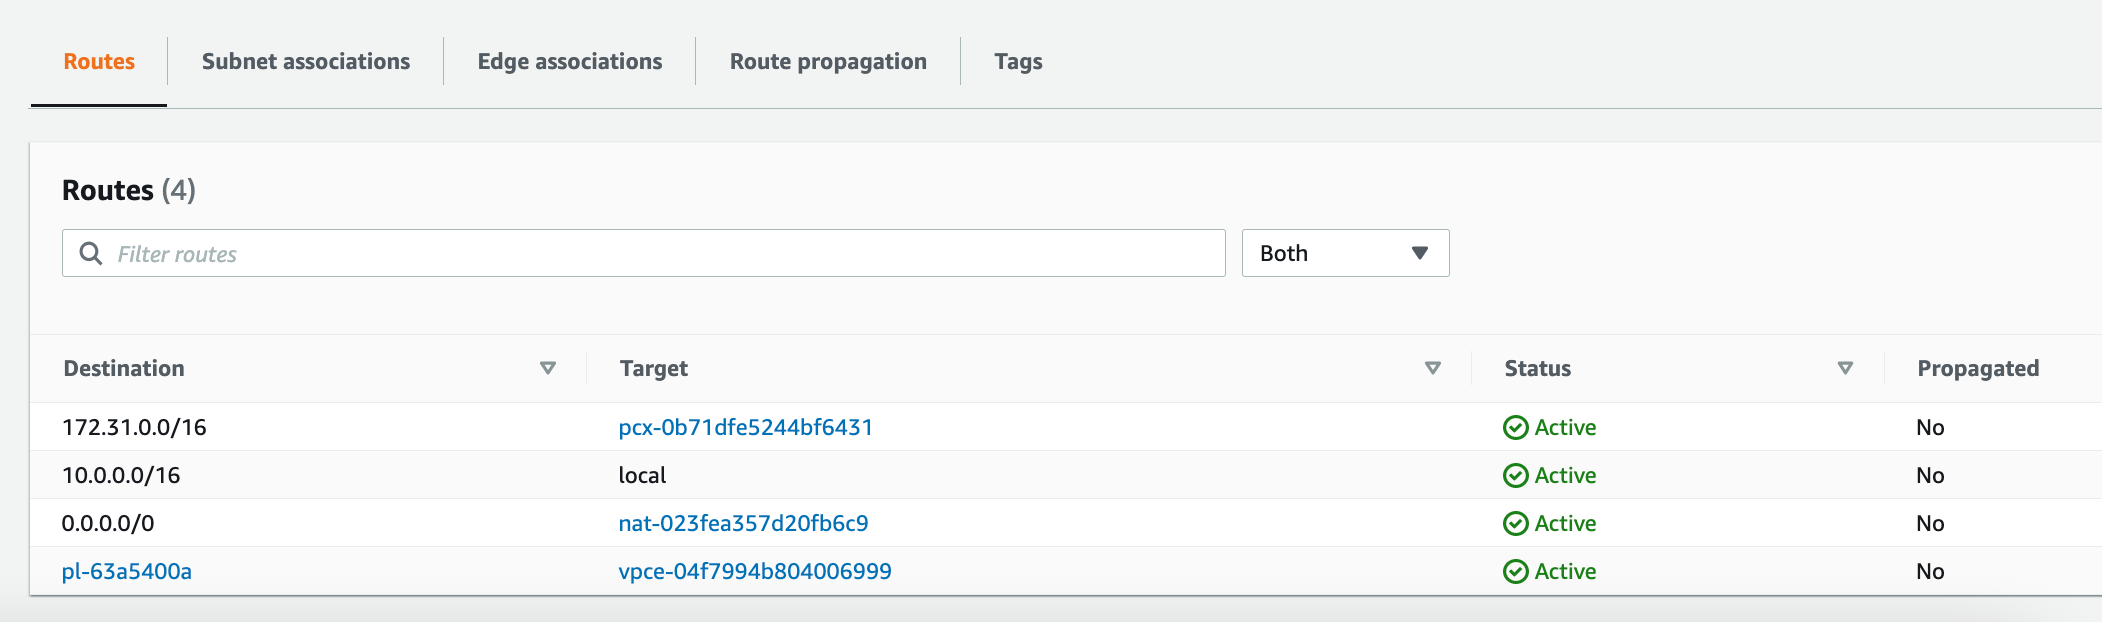 Routes Subnet associations Edge associations Route propagation Tags
Routes (4)
Filter routes Both
Destination Target Status Propagated
172.31.0.0/16 pcx-0b71dfe5244bf6431 Active No
10.0.0.0/16 local Active No
0.0.0.0/0 nat-023fea357d20fb6c9 Active No
pl-63a5400a vpce-04f7994b804006999 Active No